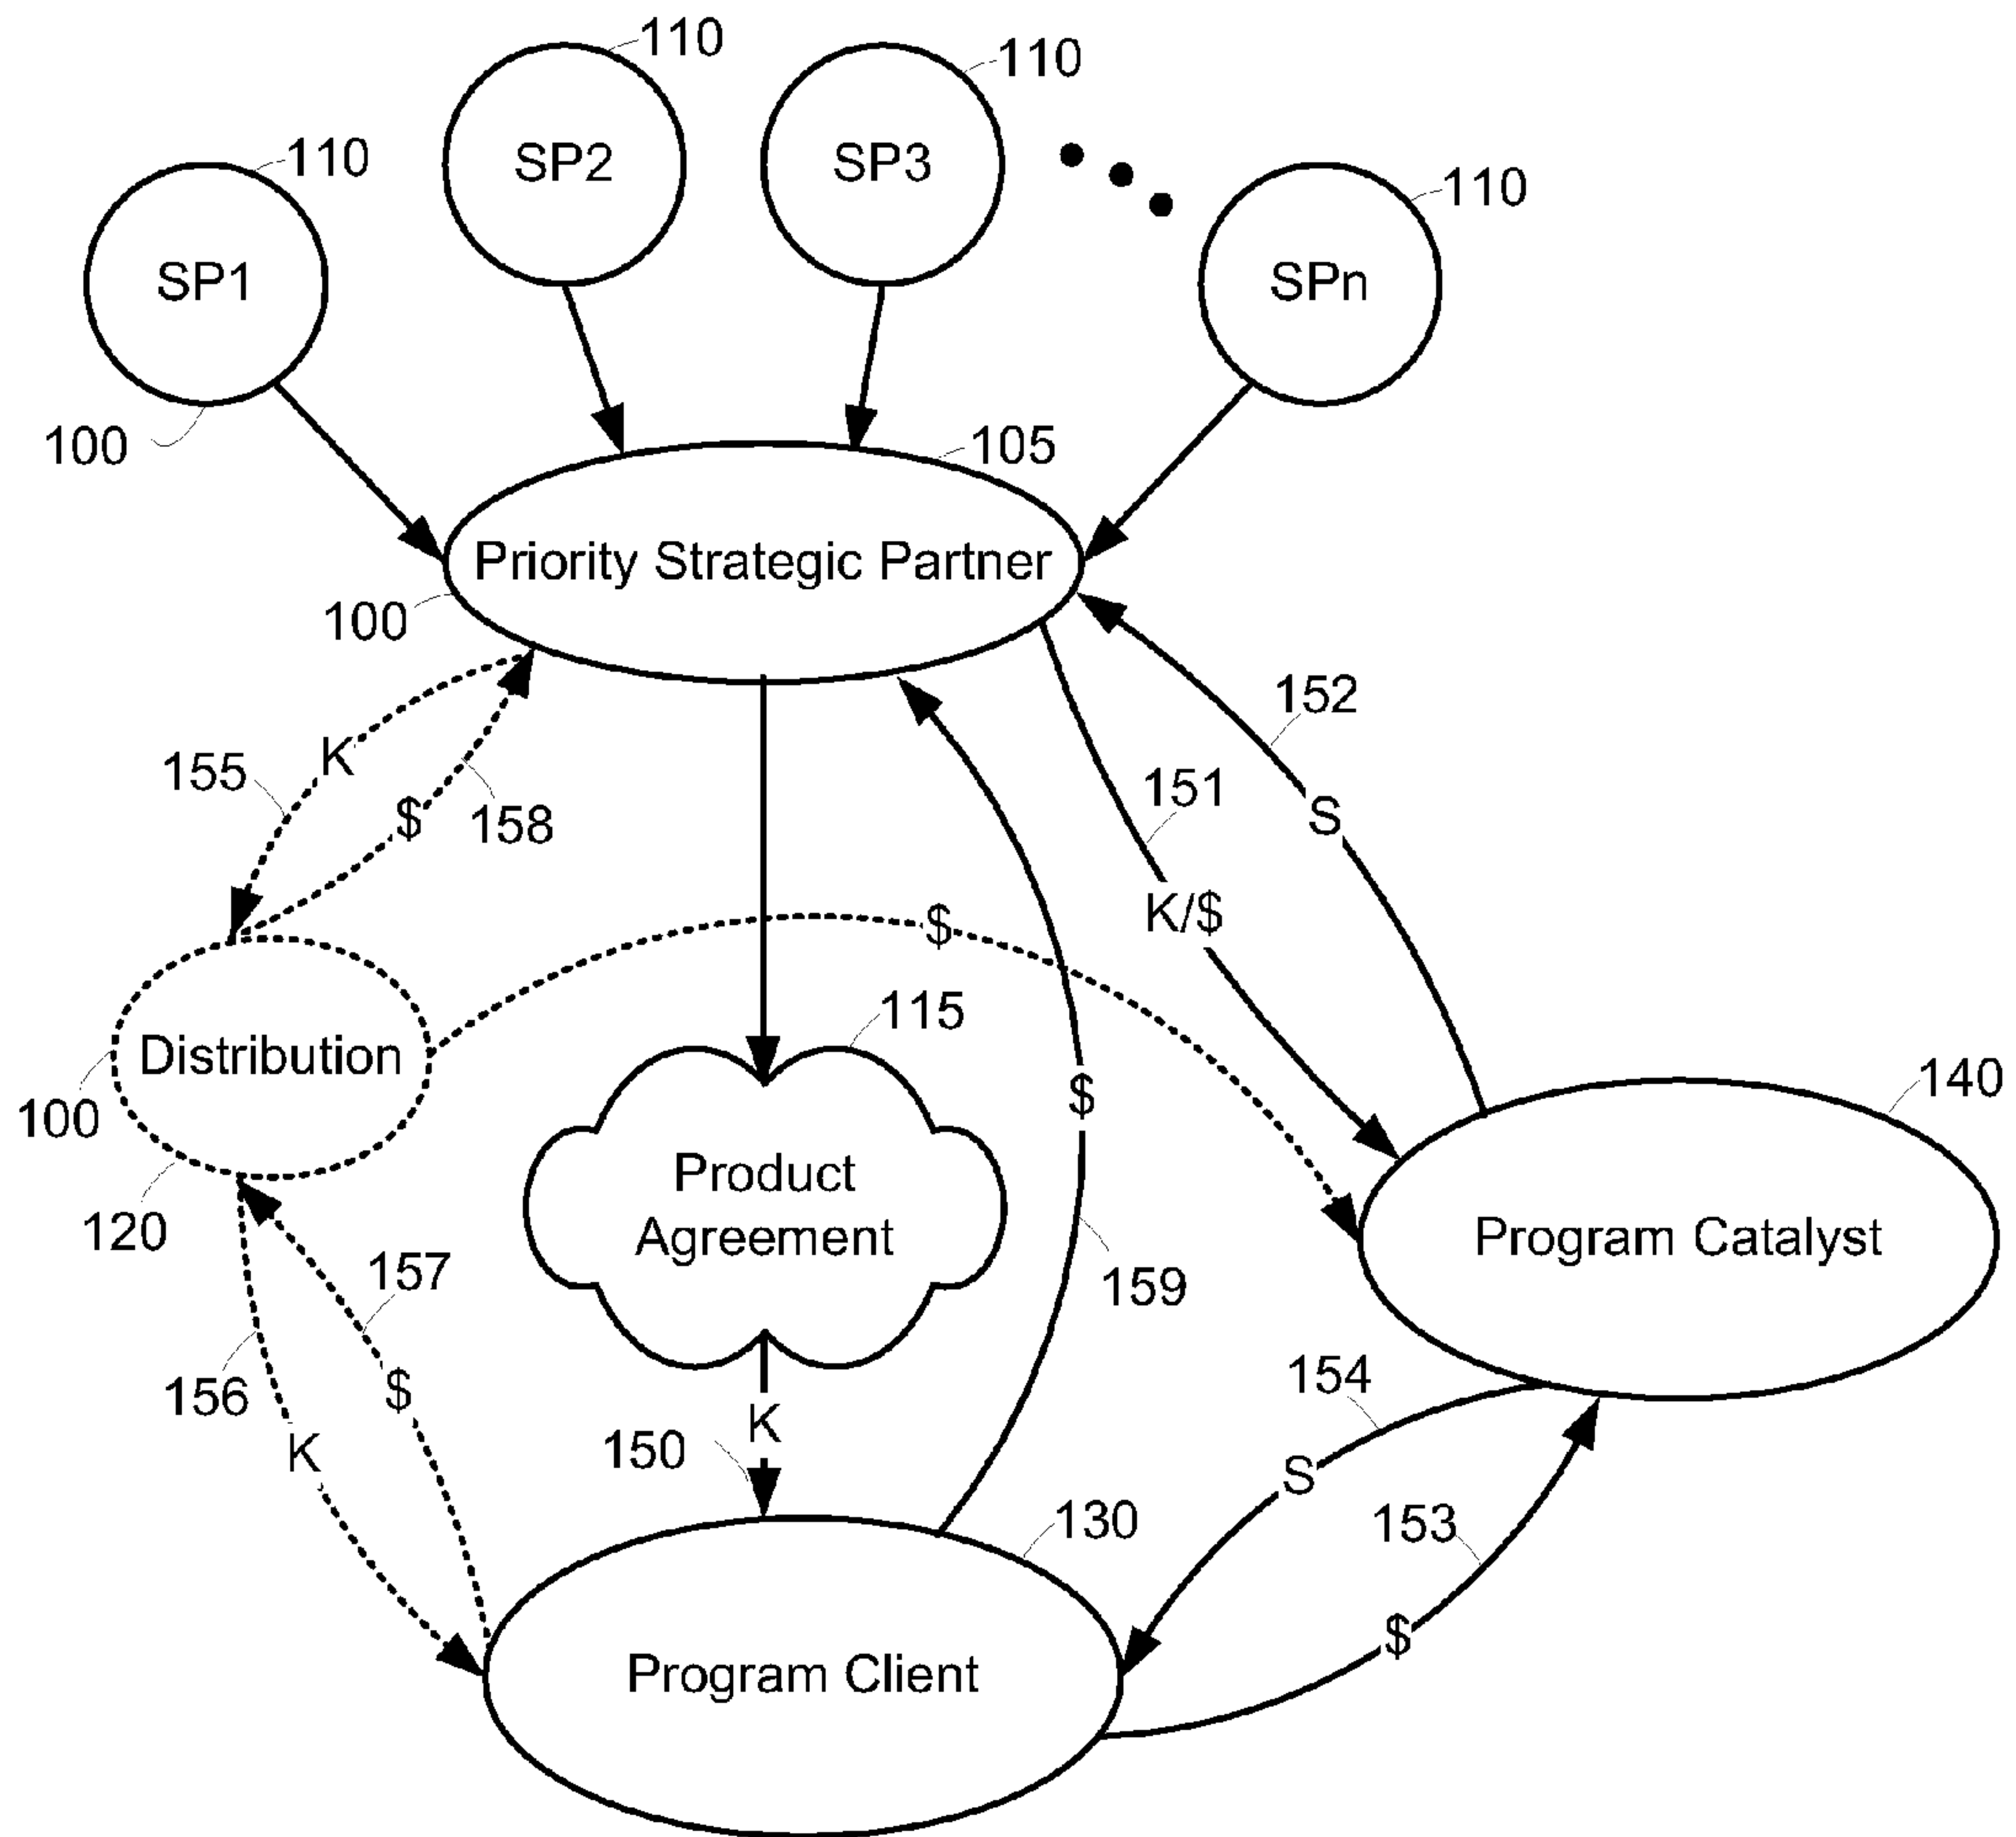 110
110
110
110
SP1
SP2
SP3
SPn
100
105
Priority Strategic Partner
100
152
155
K
151
$
158
S
K/$
$
115
Distribution
100
$
140
Product
Agreement
120
Program Catalyst
157
159
156
$
154
K
150
K
S
130
153
$
Program Client